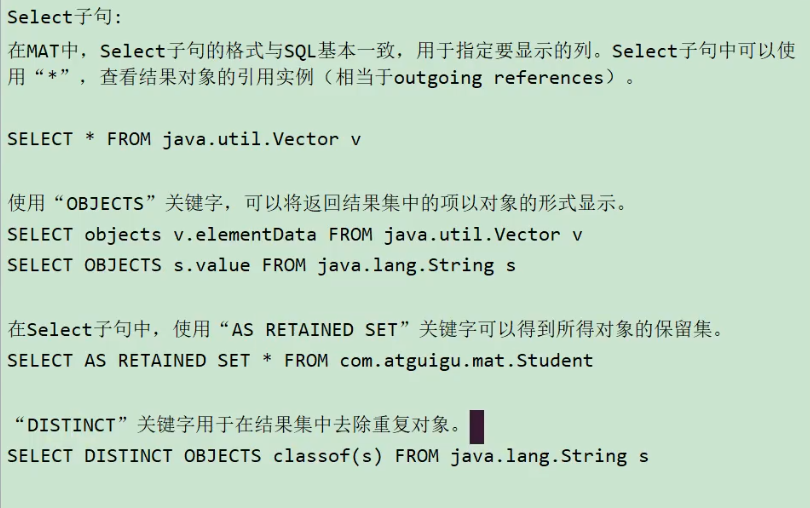 Select子句:
在MAT中，Select子句的格式与SQL基本一致，用于指定要显示的列。Select子句中可以使
用“*”，查看结果对象的引用实例（相当于outgoing references）。
SELECT * FROM java.util.Vector v
使用“OBJECTS”关键字，可以将返回结果集中的项以对象的形式显示。
SELECT objects v.elementData FROM java.util.Vector v
SELECT OBJECTS s.value FROM java.lang.String s
在Select子句中，使用“AS RETAINED SET”关键字可以得到所得对象的保留集。
SELECT AS RETAINED SET * FROM com.atguigu.mat.Student
“DISTINCT”关键字用于在结果集中去除重复对象。
SELECT DISTINCT OBJECTS classof(s) FROM java.lang.String s